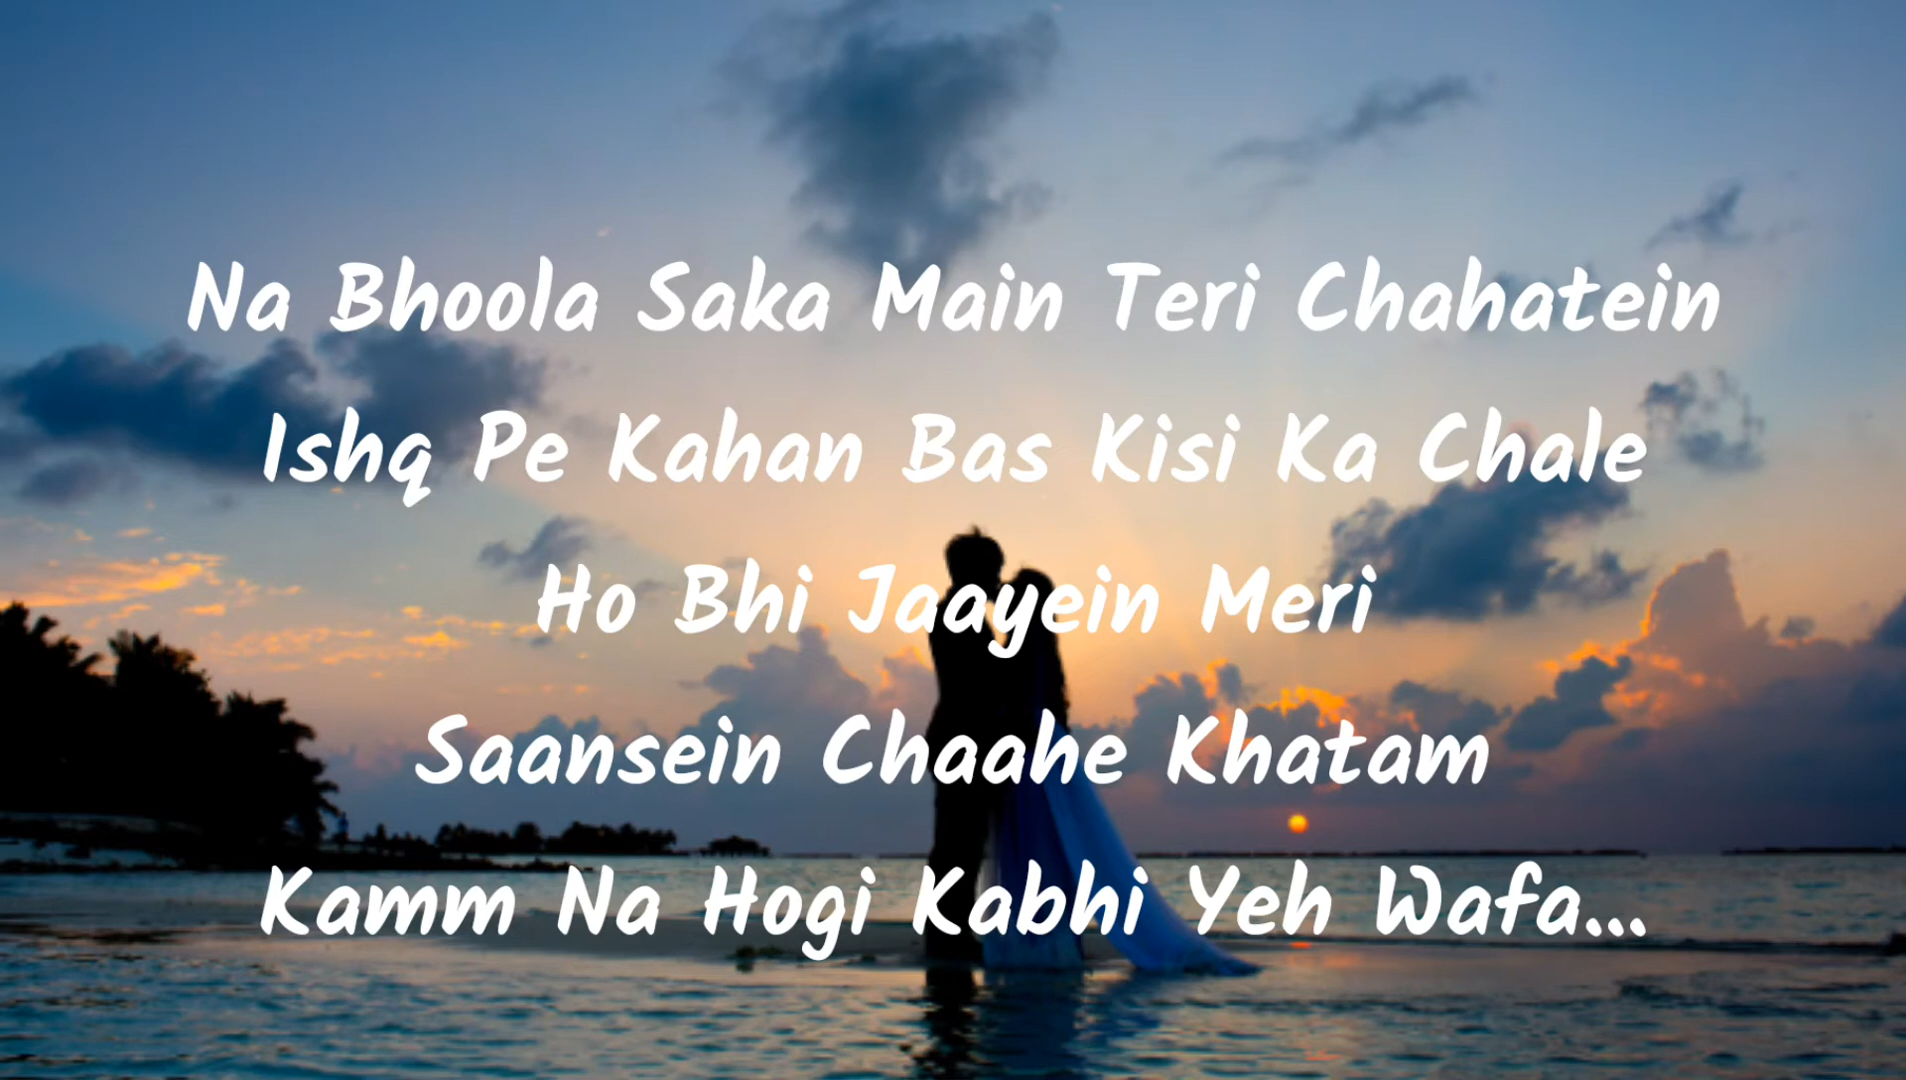 Na Bhoola Saka Main Teri Chahatein
Ishq Pe Kahan Bas Kisi Ka Chale
Ho Bhi Jaayein Meri
Saansein Chaahe Khatam
Kamm Na Hogi Kabhi Yeh Wafa...